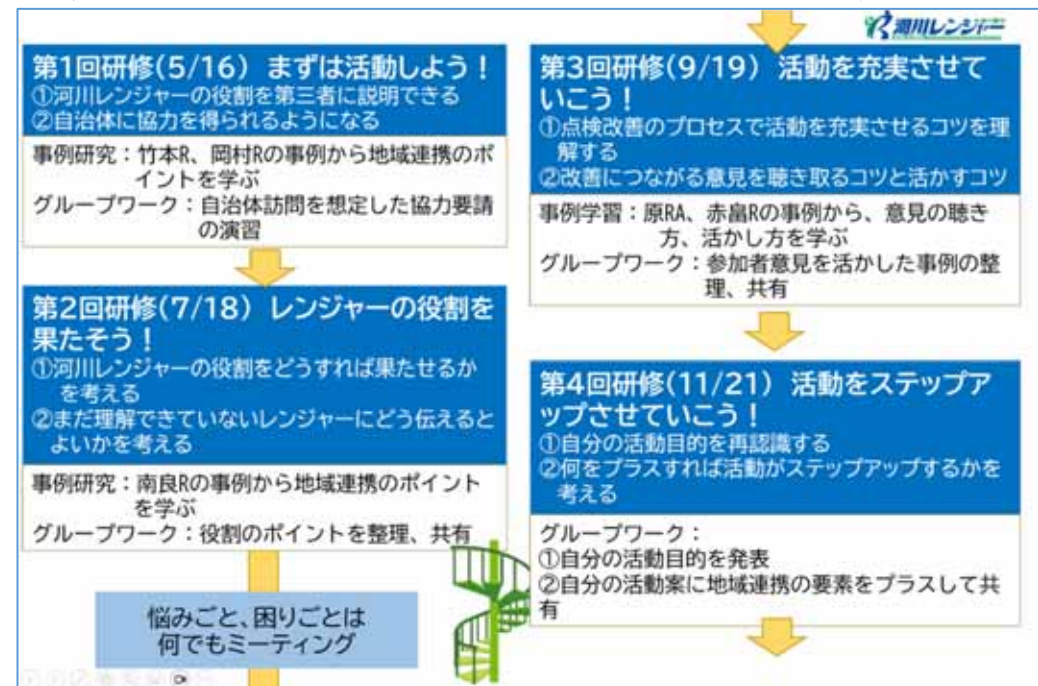 第1回研修(5/16) まずは活動しよう！
①河川レンジャーの役割を第三者に説明できる
②自治体に協力を得られるようになる
事例研究：竹本R、岡村Rの事例から地域連携のポ
イントを学ぶ
グループワーク：自治体訪問を想定した協力要請
の演習
第2回研修(7/18) レンジャーの役割を
果たそう！
①河川レンジャーの役割をどうすれば果たせるか
を考える
②まだ理解できていないレンジャーにどう伝えると
よいかを考える
事例研究：南良Rの事例から地域連携のポイント
を学ぶ
グループワーク：役割のポイントを整理、共有
悩みごと、困りごとは
何でもミーティング
河川レンジャー
第3回研修(9/19) 活動を充実させて
いこう！
①点検改善のプロセスで活動を充実させるコツを理
解する
②改善につながる意見を聴き取るコツと活かすコツ
事例学習：原RA、赤畠Rの事例から、意見の聴き
方、活かし方を学ぶ
グループワーク：参加者意見を活かした事例の整
理、共有
第4回研修(11/21) 活動をステップア
ップさせていこう！
①自分の活動目的を再認識する
②何をプラスすれば活動がステップアップするかを
考える
グループワーク：
①自分の活動目的を発表
②自分の活動案に地域連携の要素をプラスして共
有